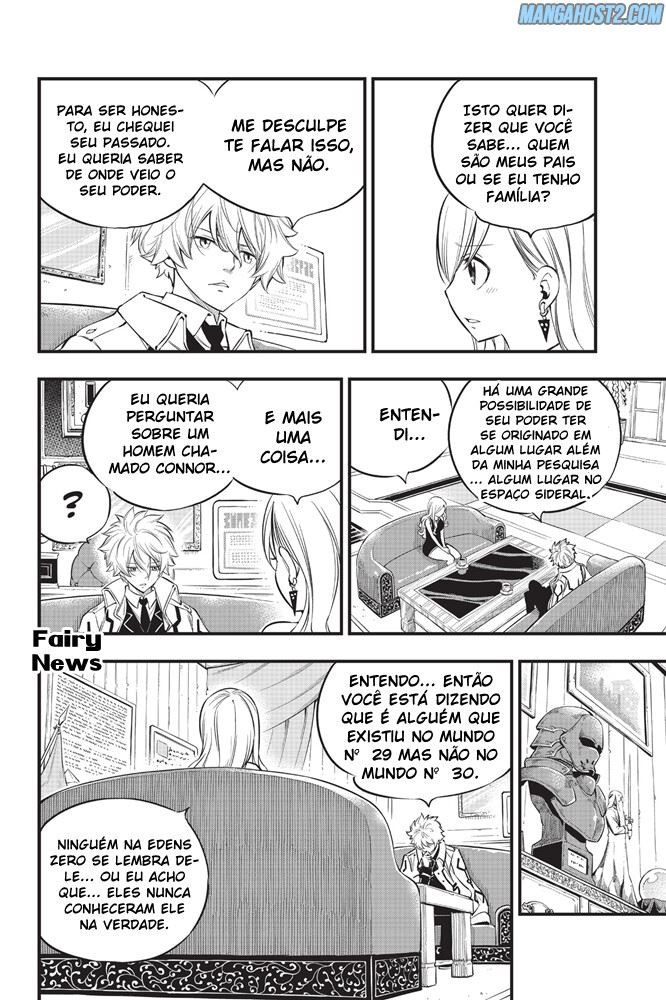 MANGAHOST2.COM
PARA SER HONES-
TO, EU CHEQUEI
SEU PASSADO.
EU QUERIA SABER
DE ONDE VEIO O
SEU PODER.
ME DESCULPE
TE FALAR ISSO,
MAS NÃO.
ISTO QUER DI-
ZER QUE VOCÊ
SABE... QUEM
SÃO MEUS PAIS
OU SE EU TENHO
FAMÍLIA?
EU QUERIA
PERGUNTAR
SOBRE UM
HOMEM CHA-
MADO CONNOR...
E MAIS
UMA
COISA...
?
ENTEN-
DI...
HÁ UMA GRANDE
POSSIBILIDADE DE
SEU PODER TER
SE ORIGINADO EM
ALGUM LUGAR ALÉM
DA MINHA PESQUISA
... ALGUM LUGAR NO
ESPAÇO SIDERAL.
Fairy
News
ENTENDO... ENTÃO
VOCÊ ESTÁ DIZENDO
QUE É ALGUÉM QUE
EXISTIU NO MUNDO
Nº 29 MAS NÃO NO
MUNDO Nº 30.
NINGUÉM NA EDENS
ZERO SE LEMBRA DE-
LE... OU EU ACHO
QUE... ELES NUNCA
CONHECERAM ELE
NA VERDADE.